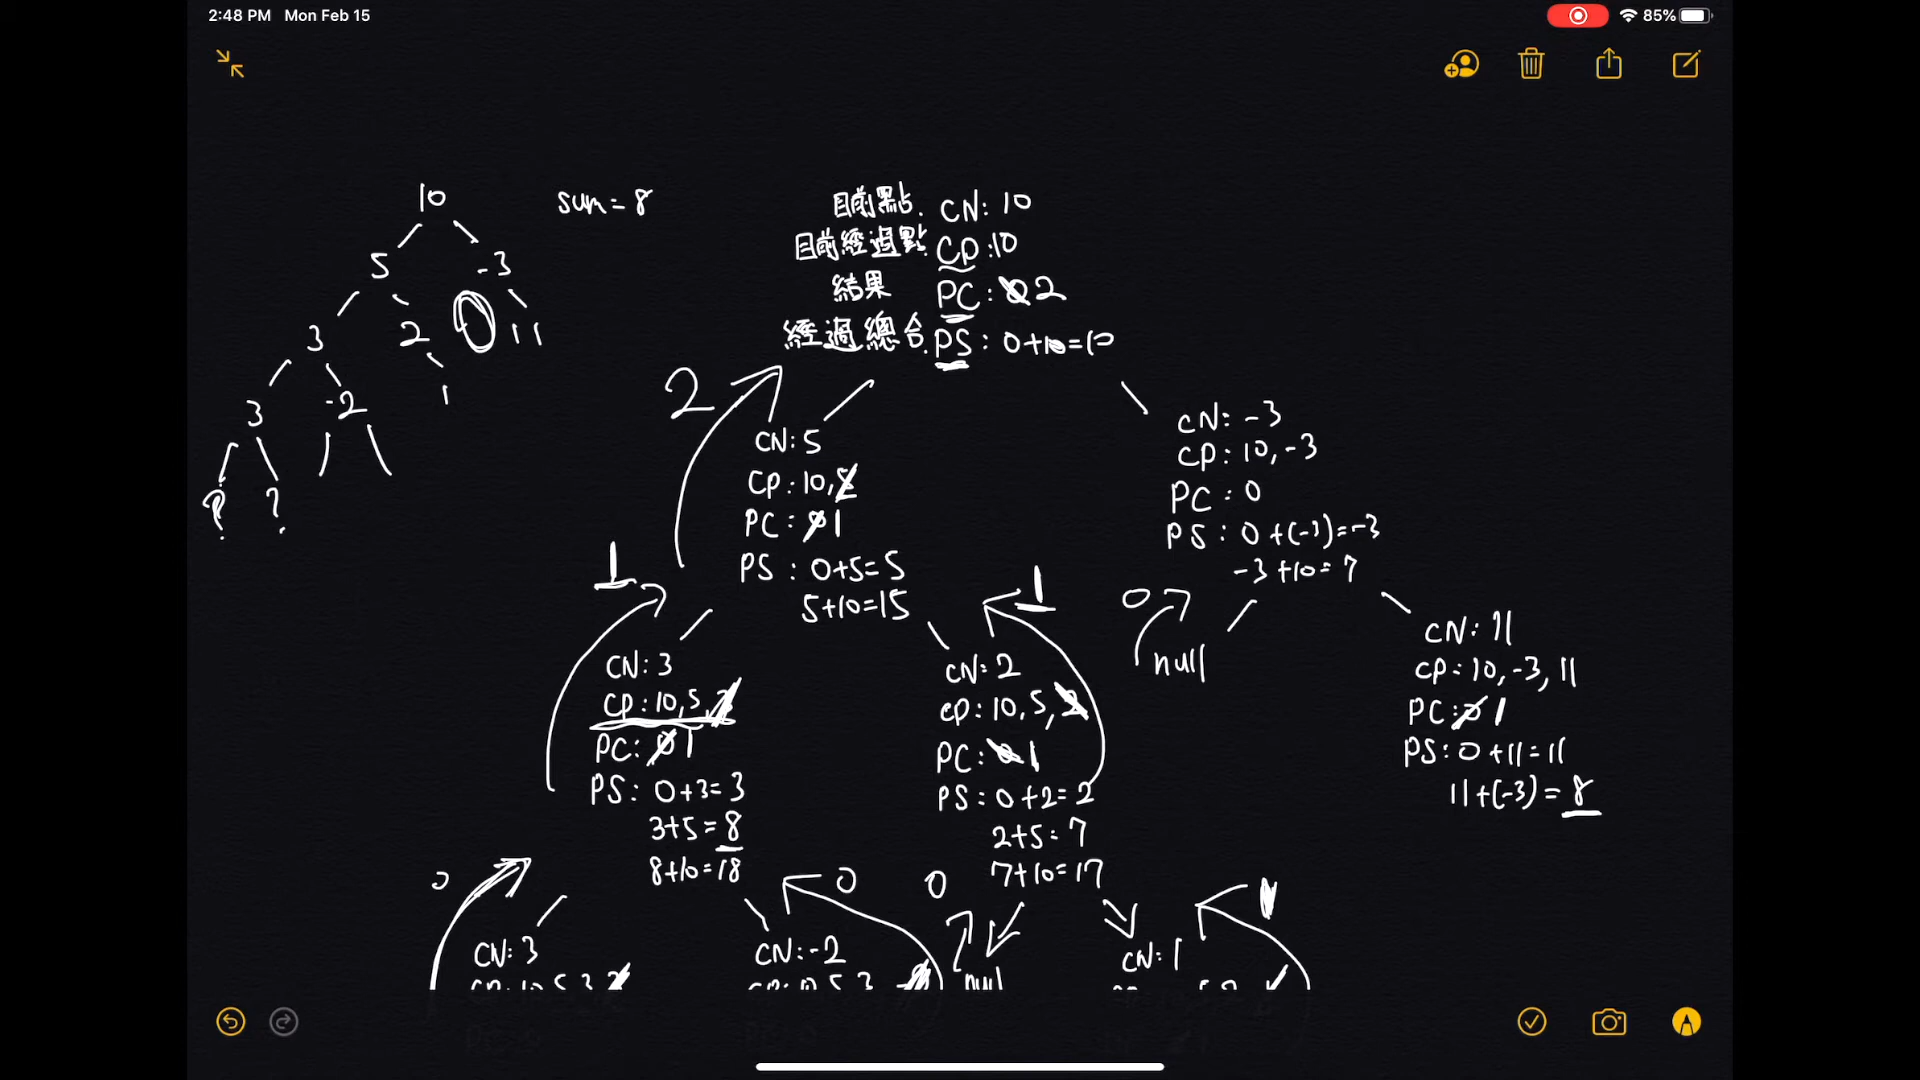 2:48 PM Mon Feb 15
85%
10
sum = 8
5
-3
3
2
11
3
-2
1
?
?
目前點. CN: 10
目前經過點. CP: 10
結果 PC: 0 2
經過總合. PS: 0+10=10
2
CN: 5
CP: 10, 5
PC: 0 1
PS: 0+5=5
5+10=15
CN: -3
CP: 10, -3
PC: 0
PS: 0+(-3)=-3
-3+10=7
1
1
0
null
CN: 3
CP: 10, 5, 3
PC: 0 1
PS: 0+3=3
3+5=8
8+10=18
CN: 2
CP: 10, 5, 2
PC: 0 1
PS: 0+2=2
2+5=7
7+10=17
CN: 11
CP: 10, -3, 11
PC: 0 1
PS: 0+11=11
11+(-3)=8
0
0
0
1
CN: 3
CN: -2
null
CN: 1